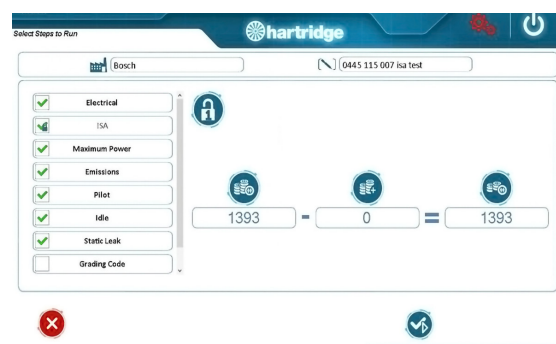 Select Steps to Run
hartridge
Bosch
0445 115 007 isa test
Electrical
ISA
Maximum Power
Emissions
Pilot
Idle
Static Leak
Grading Code
1393 - 0 = 1393